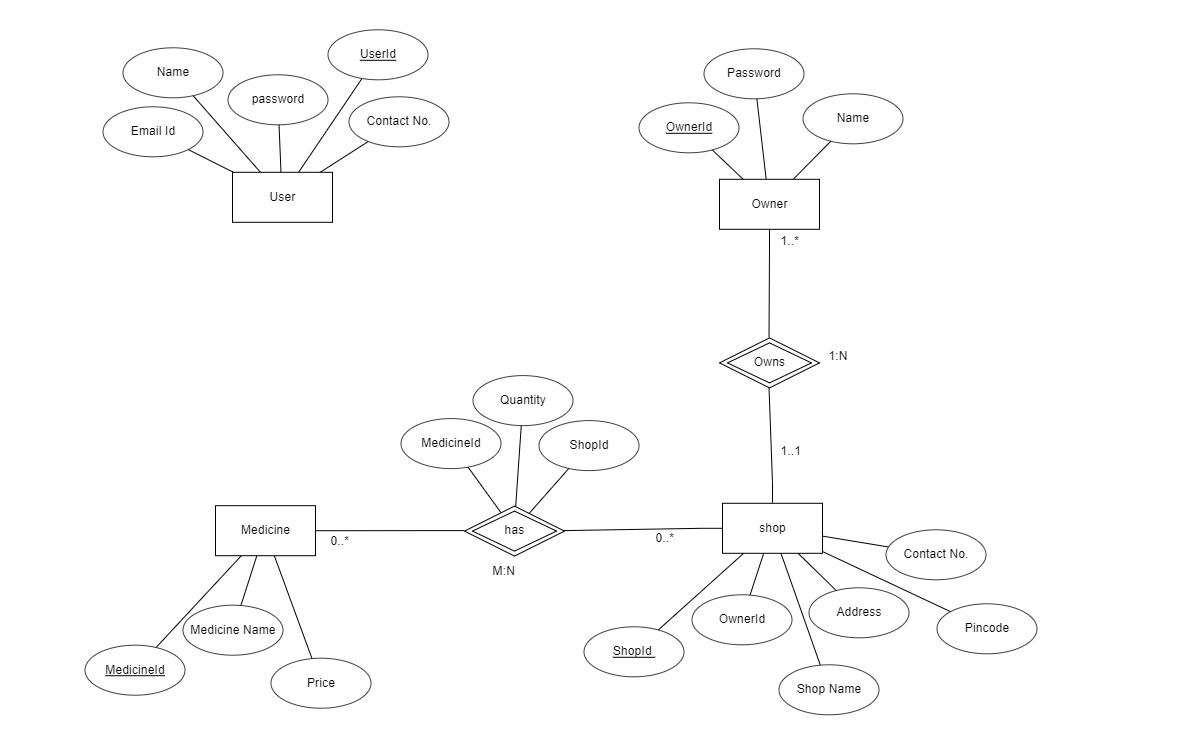 UserId
Name
password
Contact No.
Email Id
User
Password
OwnerId
Name
Owner
1..*
Owns
1:N
1..1
Quantity
MedicineId
ShopId
Medicine
0..*
has
0..*
M:N
shop
Contact No.
MedicineId
Medicine Name
Price
ShopId
OwnerId
Address
Pincode
Shop Name